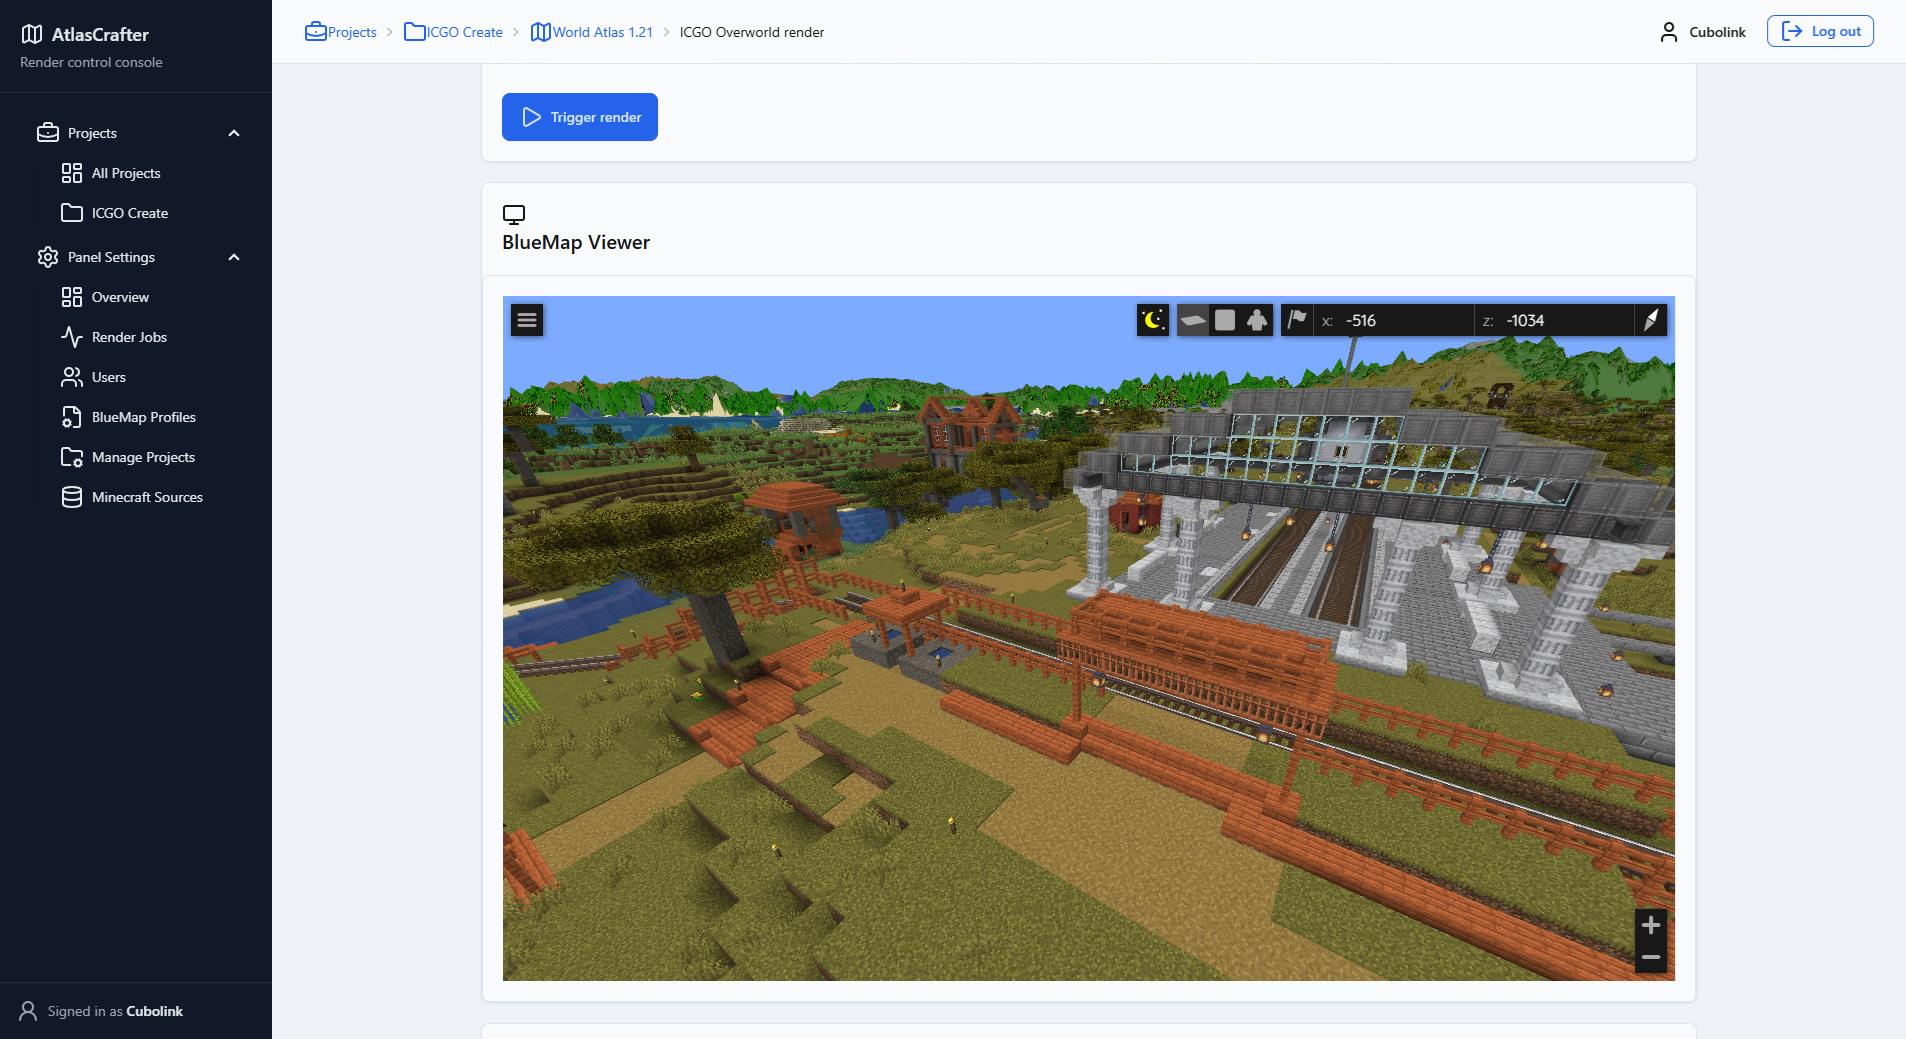 AtlasCrafter
Render control console
Projects
All Projects
ICGO Create
Panel Settings
Overview
Render Jobs
Users
BlueMap Profiles
Manage Projects
Minecraft Sources
Signed in as Cubolink
Projects > ICGO Create > World Atlas 1.21 > ICGO Overworld render
Cubolink
Log out
Trigger render
BlueMap Viewer
x: -516
z: -1034